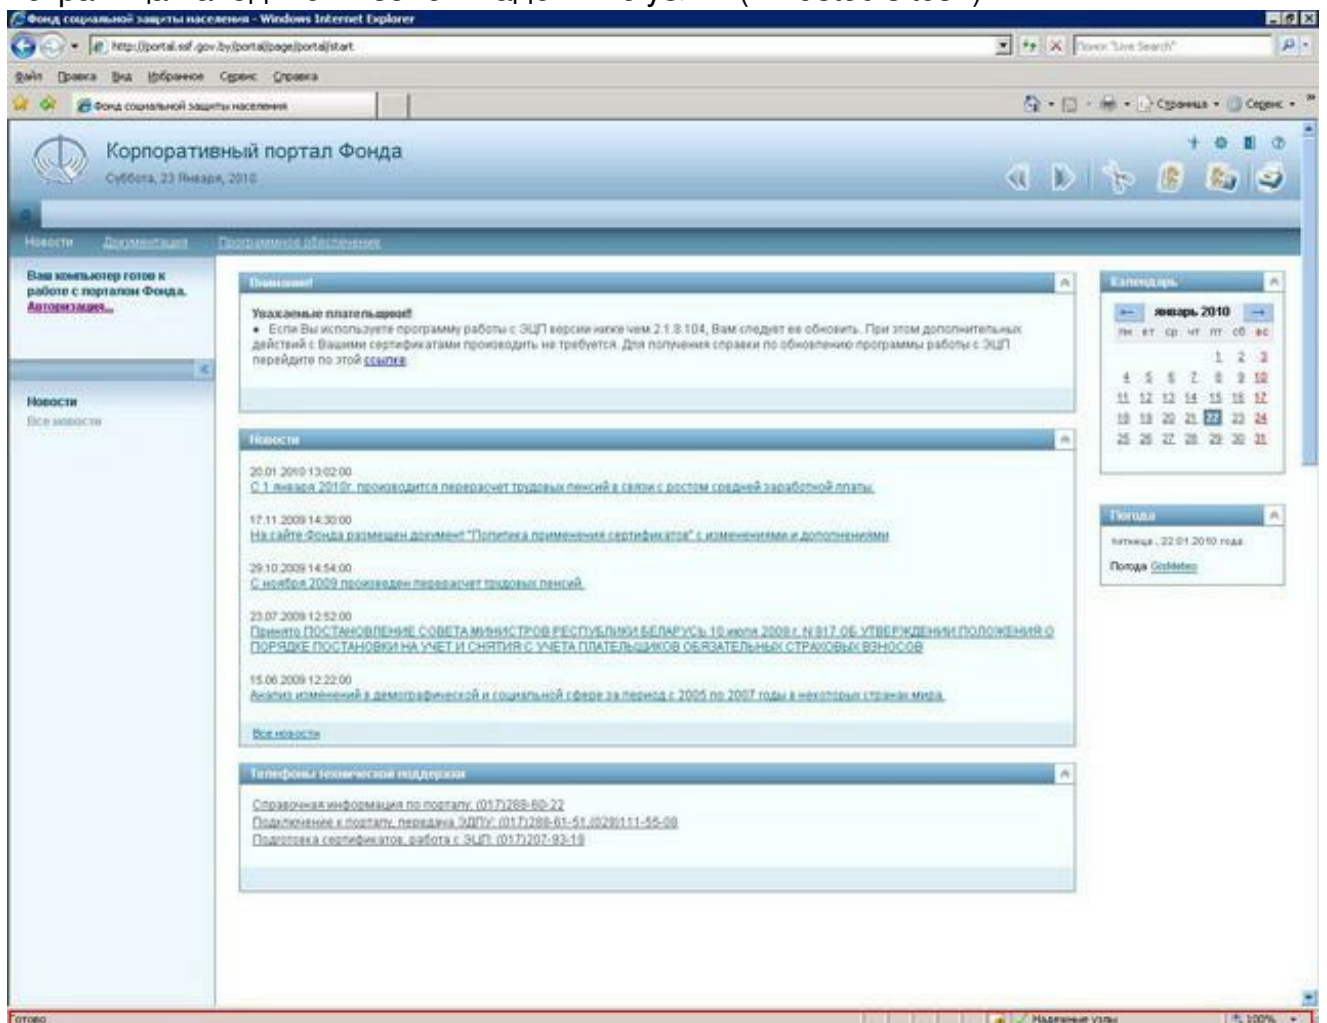 Фонд социальной защиты населения - Windows Internet Explorer
http://portal.ssf.gov.by/portal/page/portal/start
Поиск "Live Search"
Файл Правка Вид Избранное Сервис Справка
Фонд социальной защиты населения
Страница Сервис
Корпоративный портал Фонда
Суббота, 23 Января, 2010
Новости Документация Программное обеспечение
Ваш компьютер готов к
работе с порталом Фонда.
Авторизация...
Новости
Все новости
Внимание!
Уважаемые плательщики!
• Если Вы используете программу работы с ЭЦП версии ниже чем 2.1.8.104, Вам следует ее обновить. При этом дополнительных
действий с Вашими сертификатами производить не требуется. Для получения справки по обновлению программы работы с ЭЦП
перейдите по этой ссылке.
Новости
20.01.2010 13:02:00
С 1 января 2010г. производится перерасчет трудовых пенсий в связи с ростом средней заработной платы.
17.11.2009 14:30:00
На сайте Фонда размещен документ "Политика применения сертификатов" с изменениями и дополнениями
29.10.2009 14:54:00
С ноября 2009 произведен перерасчет трудовых пенсий.
23.07.2009 12:52:00
Принято ПОСТАНОВЛЕНИЕ СОВЕТА МИНИСТРОВ РЕСПУБЛИКИ БЕЛАРУСЬ 10 июля 2009 г. N 917 ОБ УТВЕРЖДЕНИИ ПОЛОЖЕНИЯ О
ПОРЯДКЕ ПОСТАНОВКИ НА УЧЕТ И СНЯТИЯ С УЧЕТА ПЛАТЕЛЬЩИКОВ ОБЯЗАТЕЛЬНЫХ СТРАХОВЫХ ВЗНОСОВ
15.06.2009 12:22:00
Анализ изменений в демографической и социальной сфере за период с 2005 по 2007 годы в некоторых странах мира.
Все новости
Телефоны технической поддержки
Справочная информация по порталу: (017)288-60-22
Подключение к порталу, передача ЭДПУ: (017)288-61-51,(029)111-55-08
Подготовка сертификатов, работа с ЭЦП: (017)207-93-19
Календарь
январь 2010
пн вт ср чт пт сб вс
1 2 3
4 5 6 7 8 9 10
11 12 13 14 15 16 17
18 19 20 21 22 23 24
25 26 27 28 29 30 31
Погода
пятница, 22.01.2010 года
Погода GisMeteo
Готово
Надежные узлы
100%